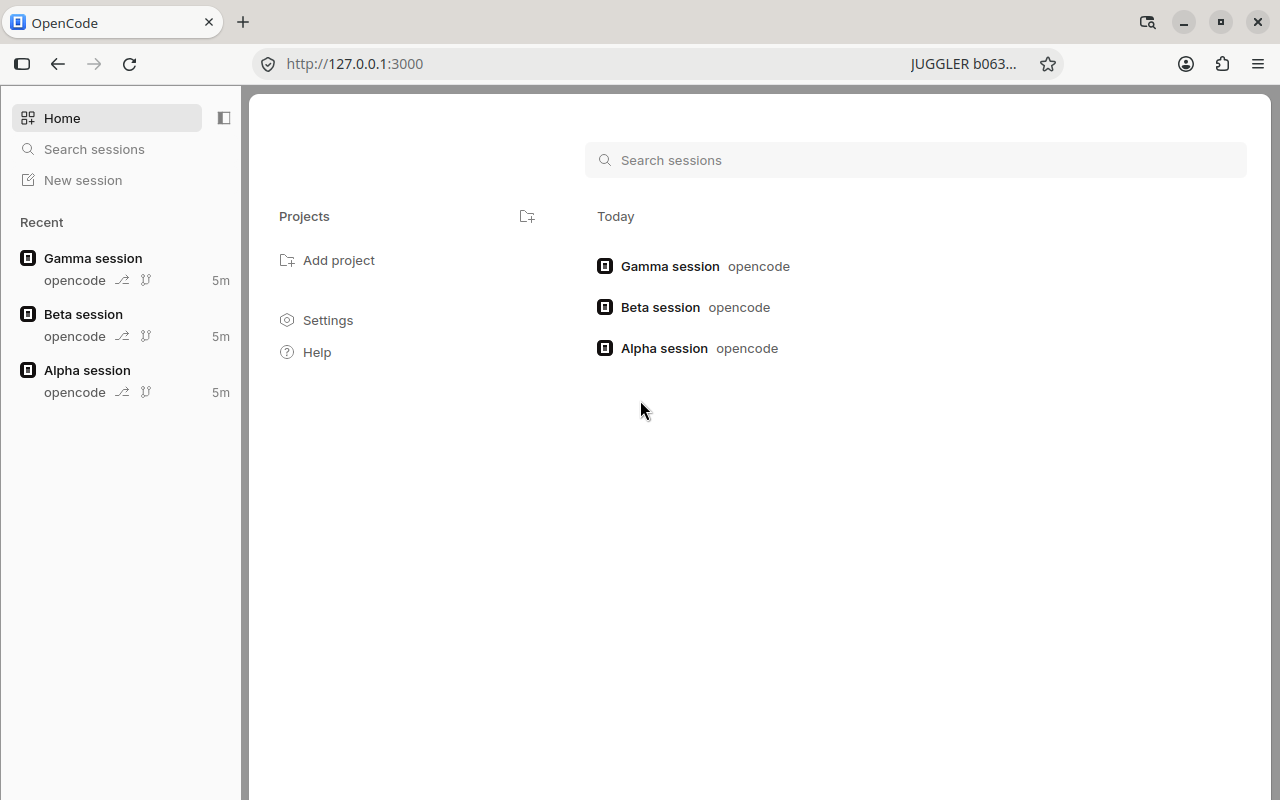 OpenCode
http://127.0.0.1:3000
JUGGLER b063...
Home
Search sessions
New session
Recent
Gamma session
opencode 5m
Beta session
opencode 5m
Alpha session
opencode 5m
Search sessions
Projects
Add project
Settings
Help
Today
Gamma session opencode
Beta session opencode
Alpha session opencode